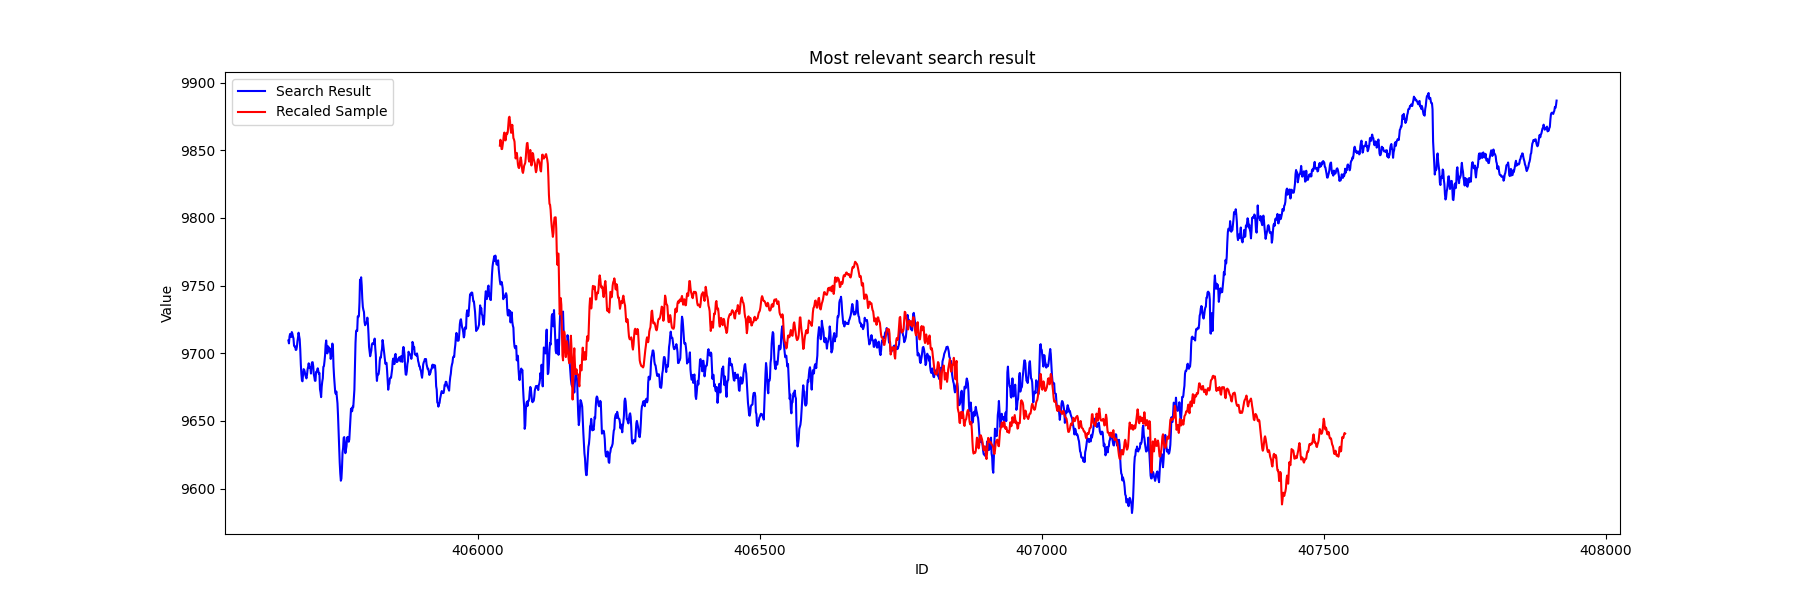 Most relevant search result
Search Result
Recaled Sample
Value
9900
9850
9800
9750
9700
9650
9600
406000
406500
407000
407500
408000
ID